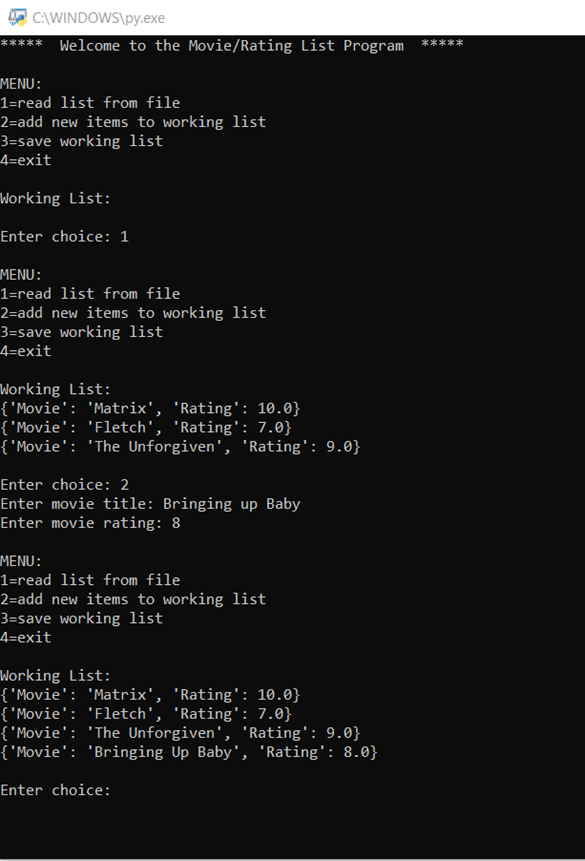 C:\WINDOWS\py.exe
*****  Welcome to the Movie/Rating List Program  *****
MENU:
1=read list from file
2=add new items to working list
3=save working list
4=exit
Working List:
Enter choice: 1
MENU:
1=read list from file
2=add new items to working list
3=save working list
4=exit
Working List:
{'Movie': 'Matrix', 'Rating': 10.0}
{'Movie': 'Fletch', 'Rating': 7.0}
{'Movie': 'The Unforgiven', 'Rating': 9.0}
Enter choice: 2
Enter movie title: Bringing up Baby
Enter movie rating: 8
MENU:
1=read list from file
2=add new items to working list
3=save working list
4=exit
Working List:
{'Movie': 'Matrix', 'Rating': 10.0}
{'Movie': 'Fletch', 'Rating': 7.0}
{'Movie': 'The Unforgiven', 'Rating': 9.0}
{'Movie': 'Bringing Up Baby', 'Rating': 8.0}
Enter choice: